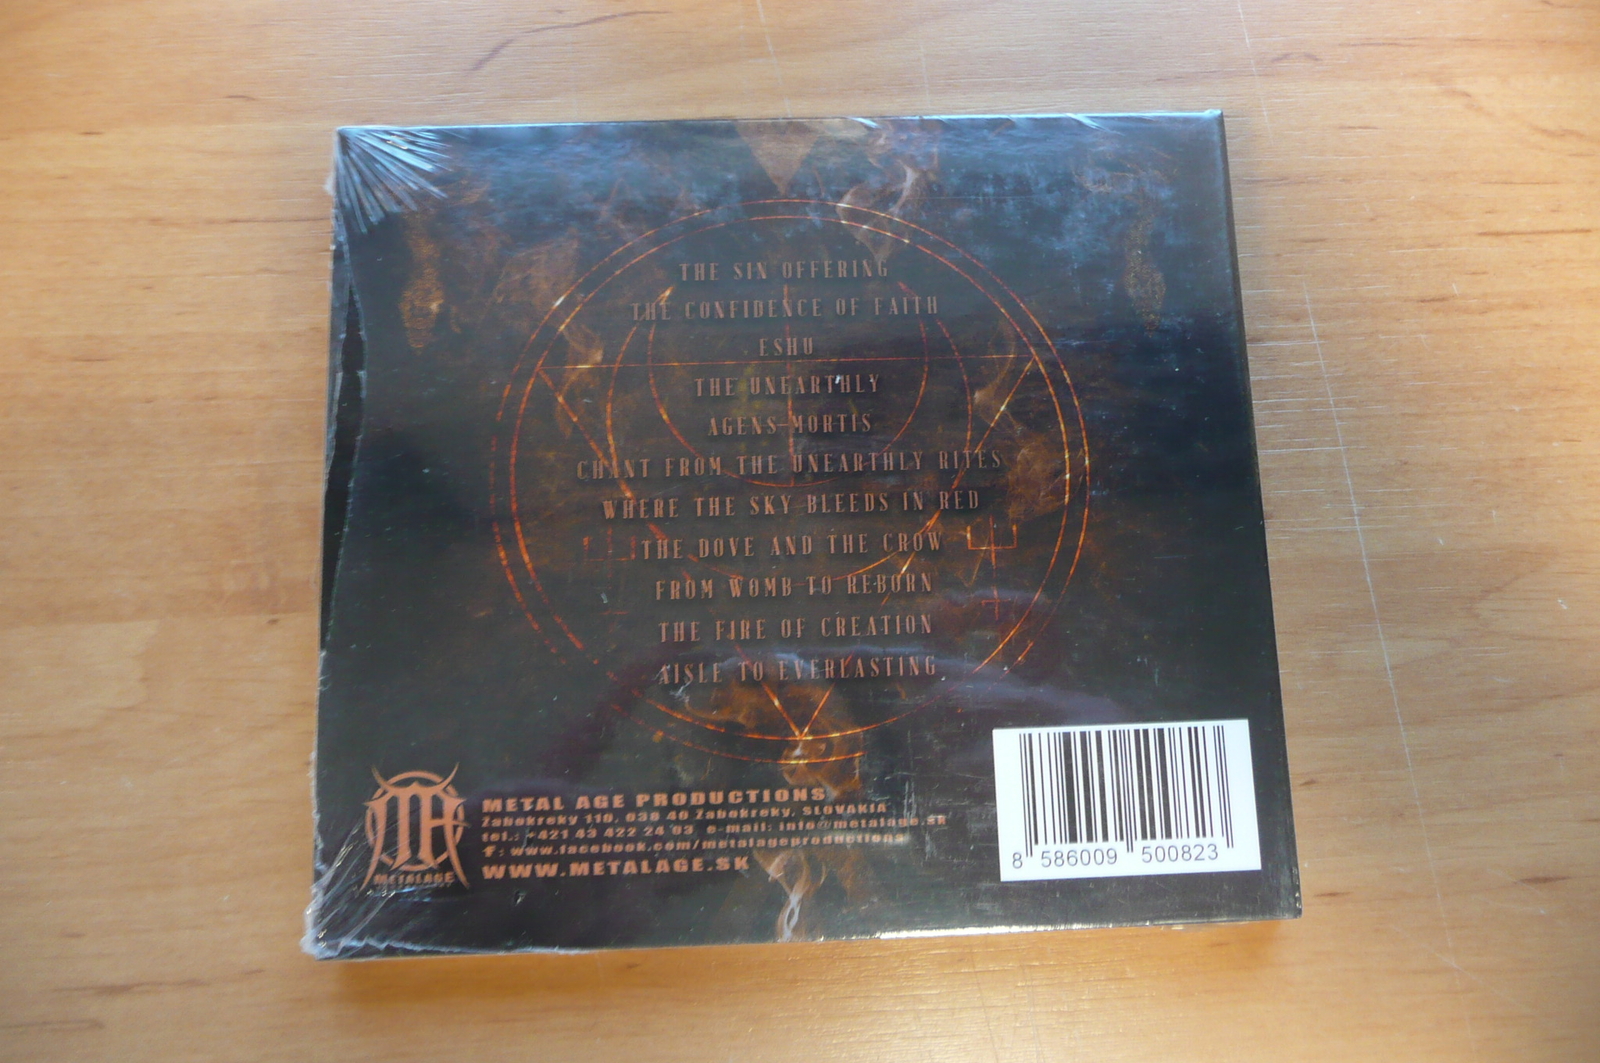 THE SIN OFFERING
THE CONFIDENCE OF FAITH
ESHU
THE UNEARTHLY
AGENS MORTIS
CHANT FROM THE UNEARTHLY RITES
WHERE THE SKY BLEEDS IN RED
THE DOVE AND THE CROW
FROM WOMB TO REBORN
THE FIRE OF CREATION
AISLE TO EVERLASTING
METAL AGE PRODUCTIONS
Zabokreky 110, 038 40 Zabokreky, SLOVAKIA
tel.: +421 43 422 24 03 e-mail: info@metalage.sk
f: www.facebook.com/metalageproductions
WWW.METALAGE.SK
METALAGE
8 586009 500823